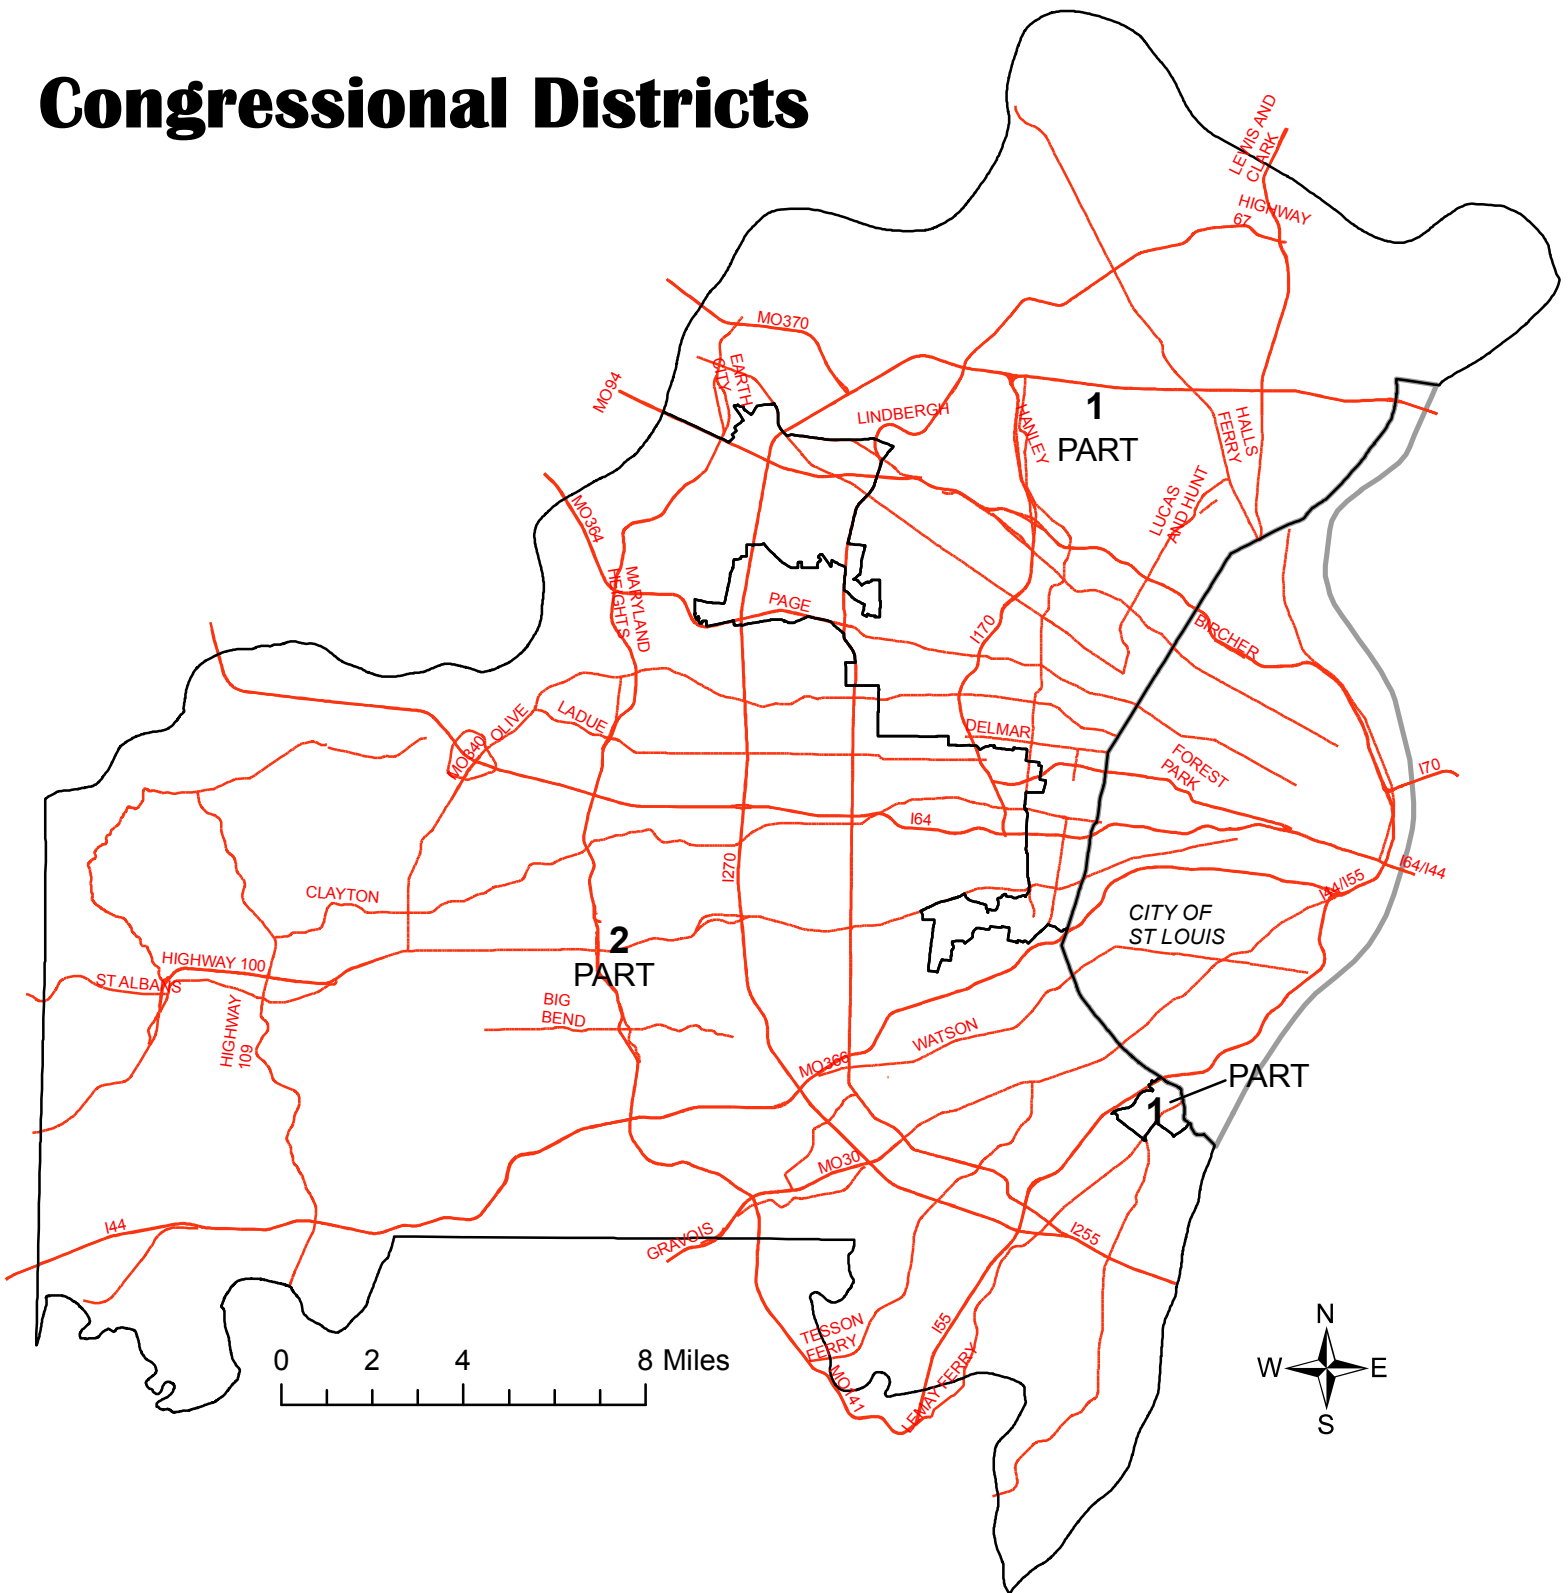 Congressional Districts
LEWIS AND
CLARK
HIGHWAY
67
MO370
EARTH
CITY
MO94
LINDBERGH
HANLEY
1
PART
HALLS
FERRY
LUCAS
AND HUNT
MO364
MARYLAND
HEIGHTS
PAGE
I170
BIRCHER
OLIVE
LADUE
MO340
DELMAR
FOREST
PARK
I70
I64
I270
I64/I44
I44/I55
CLAYTON
CITY OF
ST LOUIS
2
PART
HIGHWAY 100
ST ALBANS
HIGHWAY
109
BIG
BEND
WATSON
MO366
PART
1
MO30
I44
GRAVOIS
I255
TESSON
FERRY
I55
LEMAY FERRY
MO141
0 2 4 8 Miles
N
W E
S